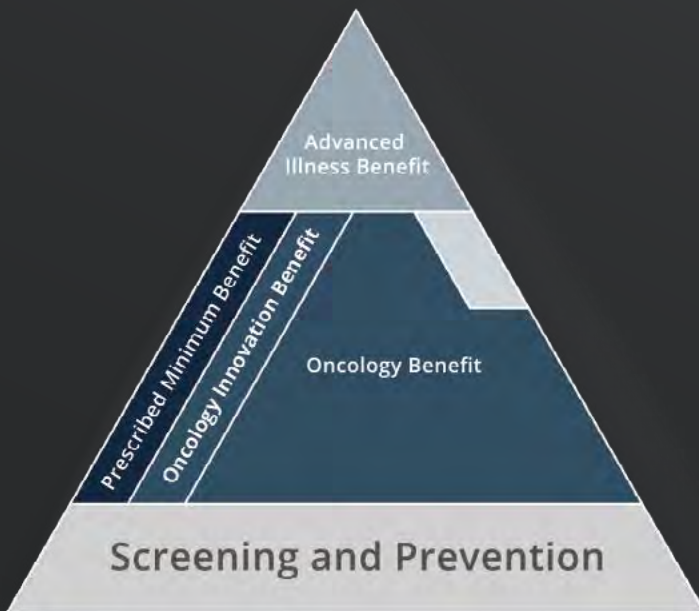 Advanced
Illness Benefit
Prescribed Minimum Benefit
Oncology Innovation Benefit
Oncology Benefit
Screening and Prevention